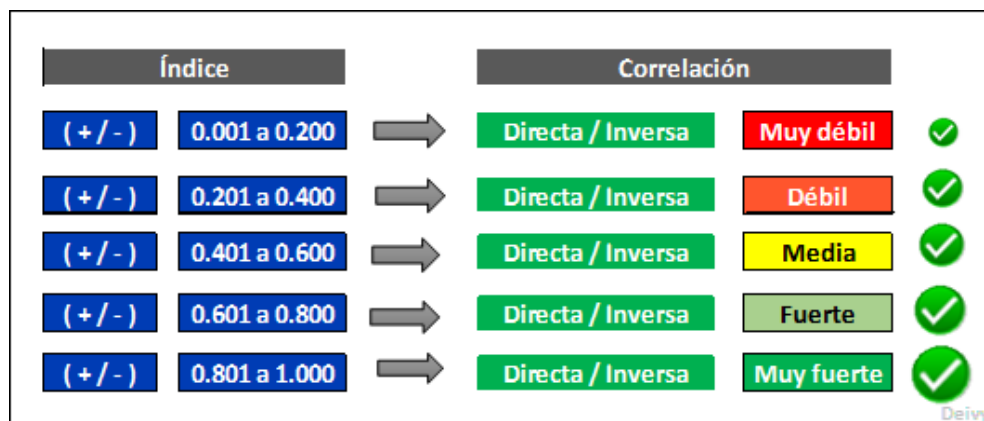 Índice Correlación
( + / - ) 0.001 a 0.200 Directa / Inversa Muy débil
( + / - ) 0.201 a 0.400 Directa / Inversa Débil
( + / - ) 0.401 a 0.600 Directa / Inversa Media
( + / - ) 0.601 a 0.800 Directa / Inversa Fuerte
( + / - ) 0.801 a 1.000 Directa / Inversa Muy fuerte